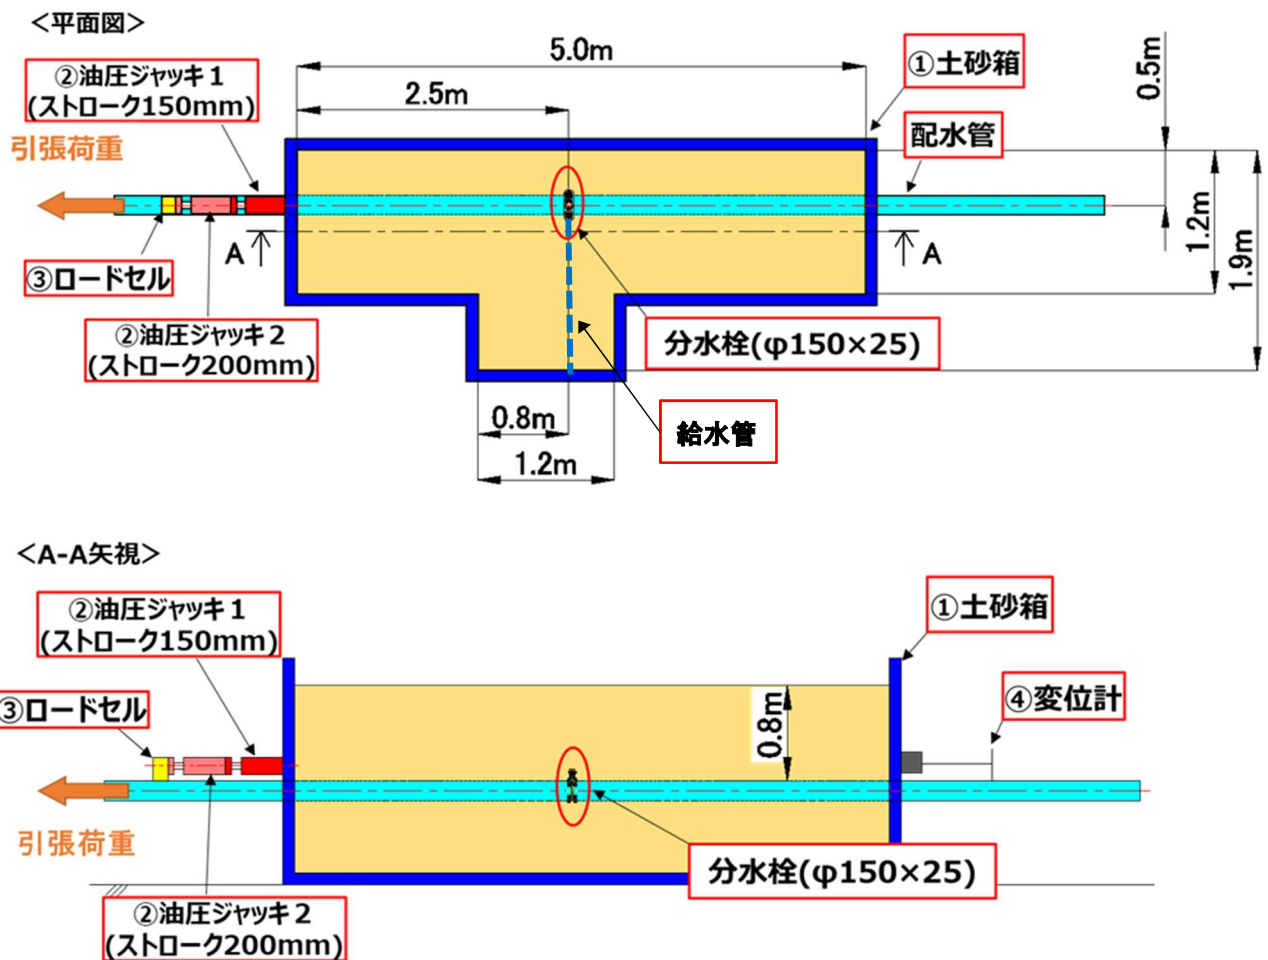 ＜平面図＞
②油圧ジャッキ１
(ストローク150mm)
引張荷重
5.0m
2.5m
①土砂箱
配水管
0.5m
1.2m
1.9m
A
A
③ロードセル
②油圧ジャッキ２
(ストローク200mm)
分水栓(φ150×25)
給水管
0.8m
1.2m
＜A-A矢視＞
②油圧ジャッキ１
(ストローク150mm)
③ロードセル
引張荷重
②油圧ジャッキ２
(ストローク200mm)
0.8m
①土砂箱
④変位計
分水栓(φ150×25)